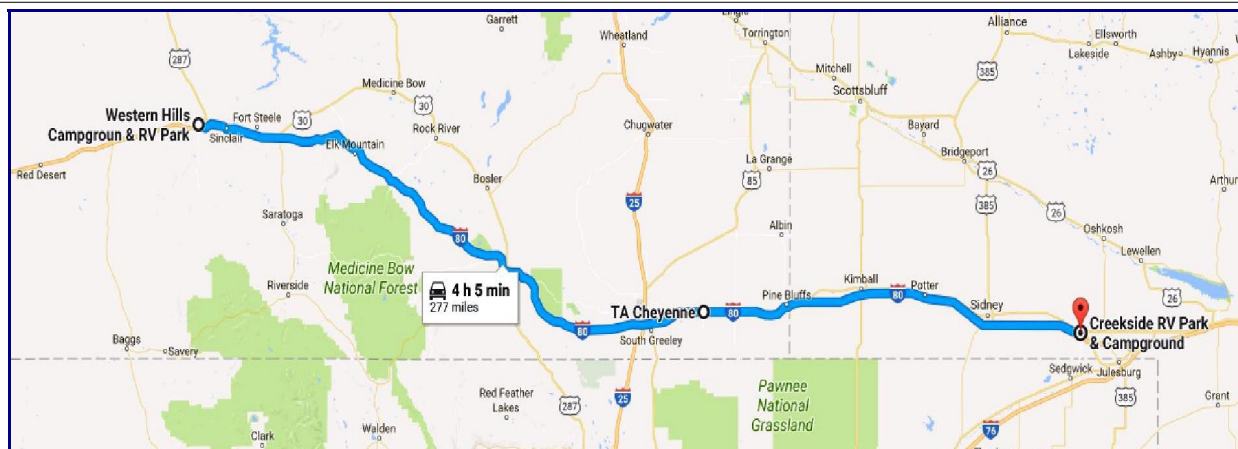 Garrett
Wheatland
Torrington
Alliance
Ellsworth
Lakeside
Ashby
Hyannis
287
385
2
Medicine Bow
Mitchell
Scottsbluff
Western Hills
Campgroun & RV Park
Fort Steele
Sinclair
30
30
Rock River
Elk Mountain
Chugwater
Bayard
Bridgeport
26
Red Desert
Bosler
La Grange
85
385
Arthur
Saratoga
25
80
Albin
26
Oshkosh
Lewellen
Medicine Bow
National Forest
Riverside
4 h 5 min
277 miles
TA Cheyenne
80
Pine Bluffs
Kimball
80
Potter
Sidney
26
80
South Greeley
Creekside RV Park
& Campground
Baggs
Savery
Sedgwick
Julesburg
Red Feather
Lakes
287
25
Pawnee
National
Grassland
385
Grant
Clark
Walden
76